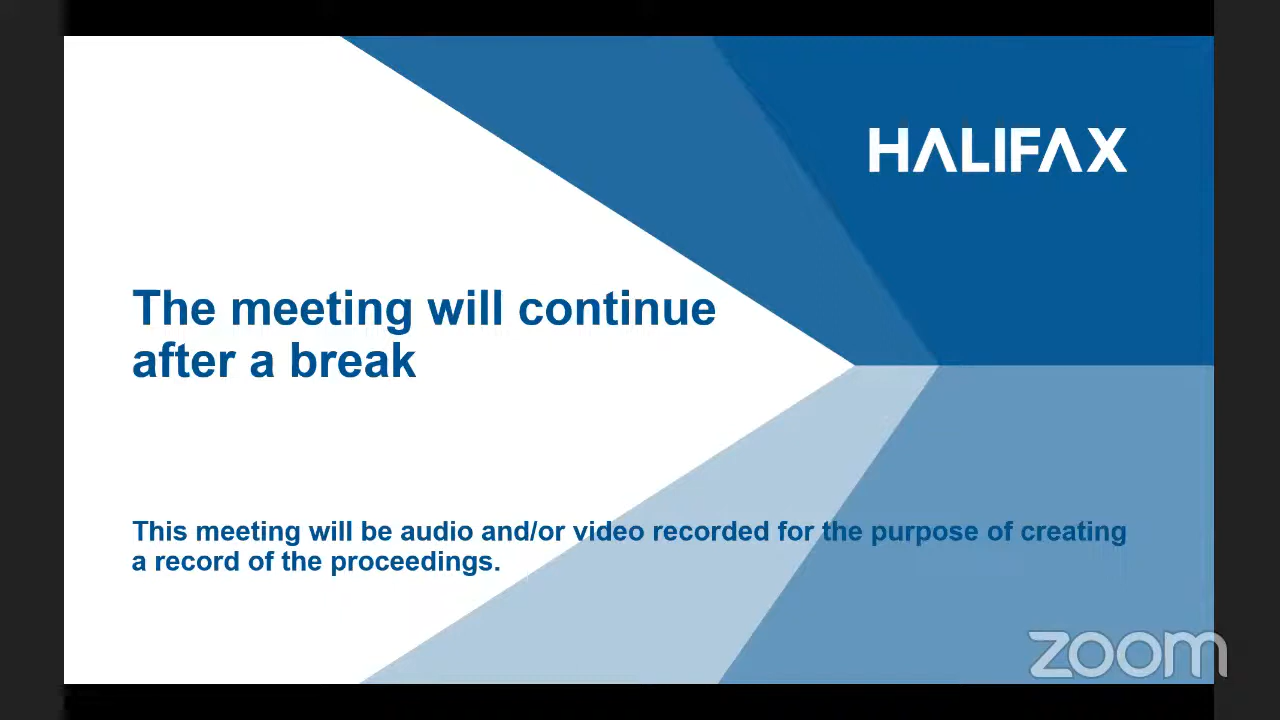 HALIFAX
The meeting will continue
after a break
This meeting will be audio and/or video recorded for the purpose of creating
a record of the proceedings.
zoom